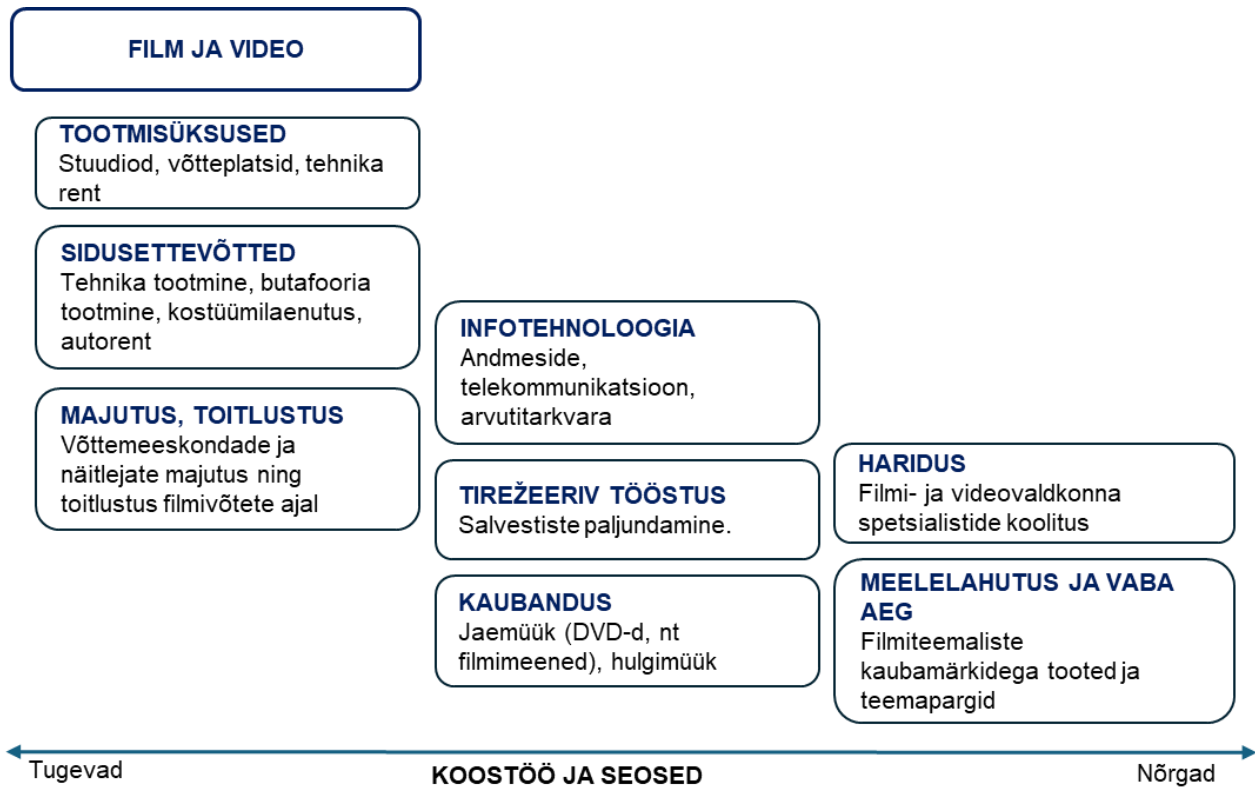 FILM JA VIDEO
TOOTMISÜKSUSED
Stuudiod, võtteplatsid, tehnika
rent
SIDUSETTEVÕTTED
Tehnika tootmine, butafooria
tootmine, kostüümilaenutus,
autorent
MAJUTUS, TOITLUSTUS
Võttemeeskondade ja
näitlejate majutus ning
toitlustus filmivõtete ajal
INFOTEHNOLOOGIA
Andmeside,
telekommunikatsioon,
arvutitarkvara
TIREŽEERIV TÖÖSTUS
Salvestiste paljundamine.
KAUBANDUS
Jaemüük (DVD-d, nt
filmimeened), hulgimüük
HARIDUS
Filmi- ja videovaldkonna
spetsialistide koolitus
MEELELAHUTUS JA VABA
AEG
Filmiteemaliste
kaubamärkidega tooted ja
teemapargid
Tugevad
KOOSTÖÖ JA SEOSED
Nõrgad